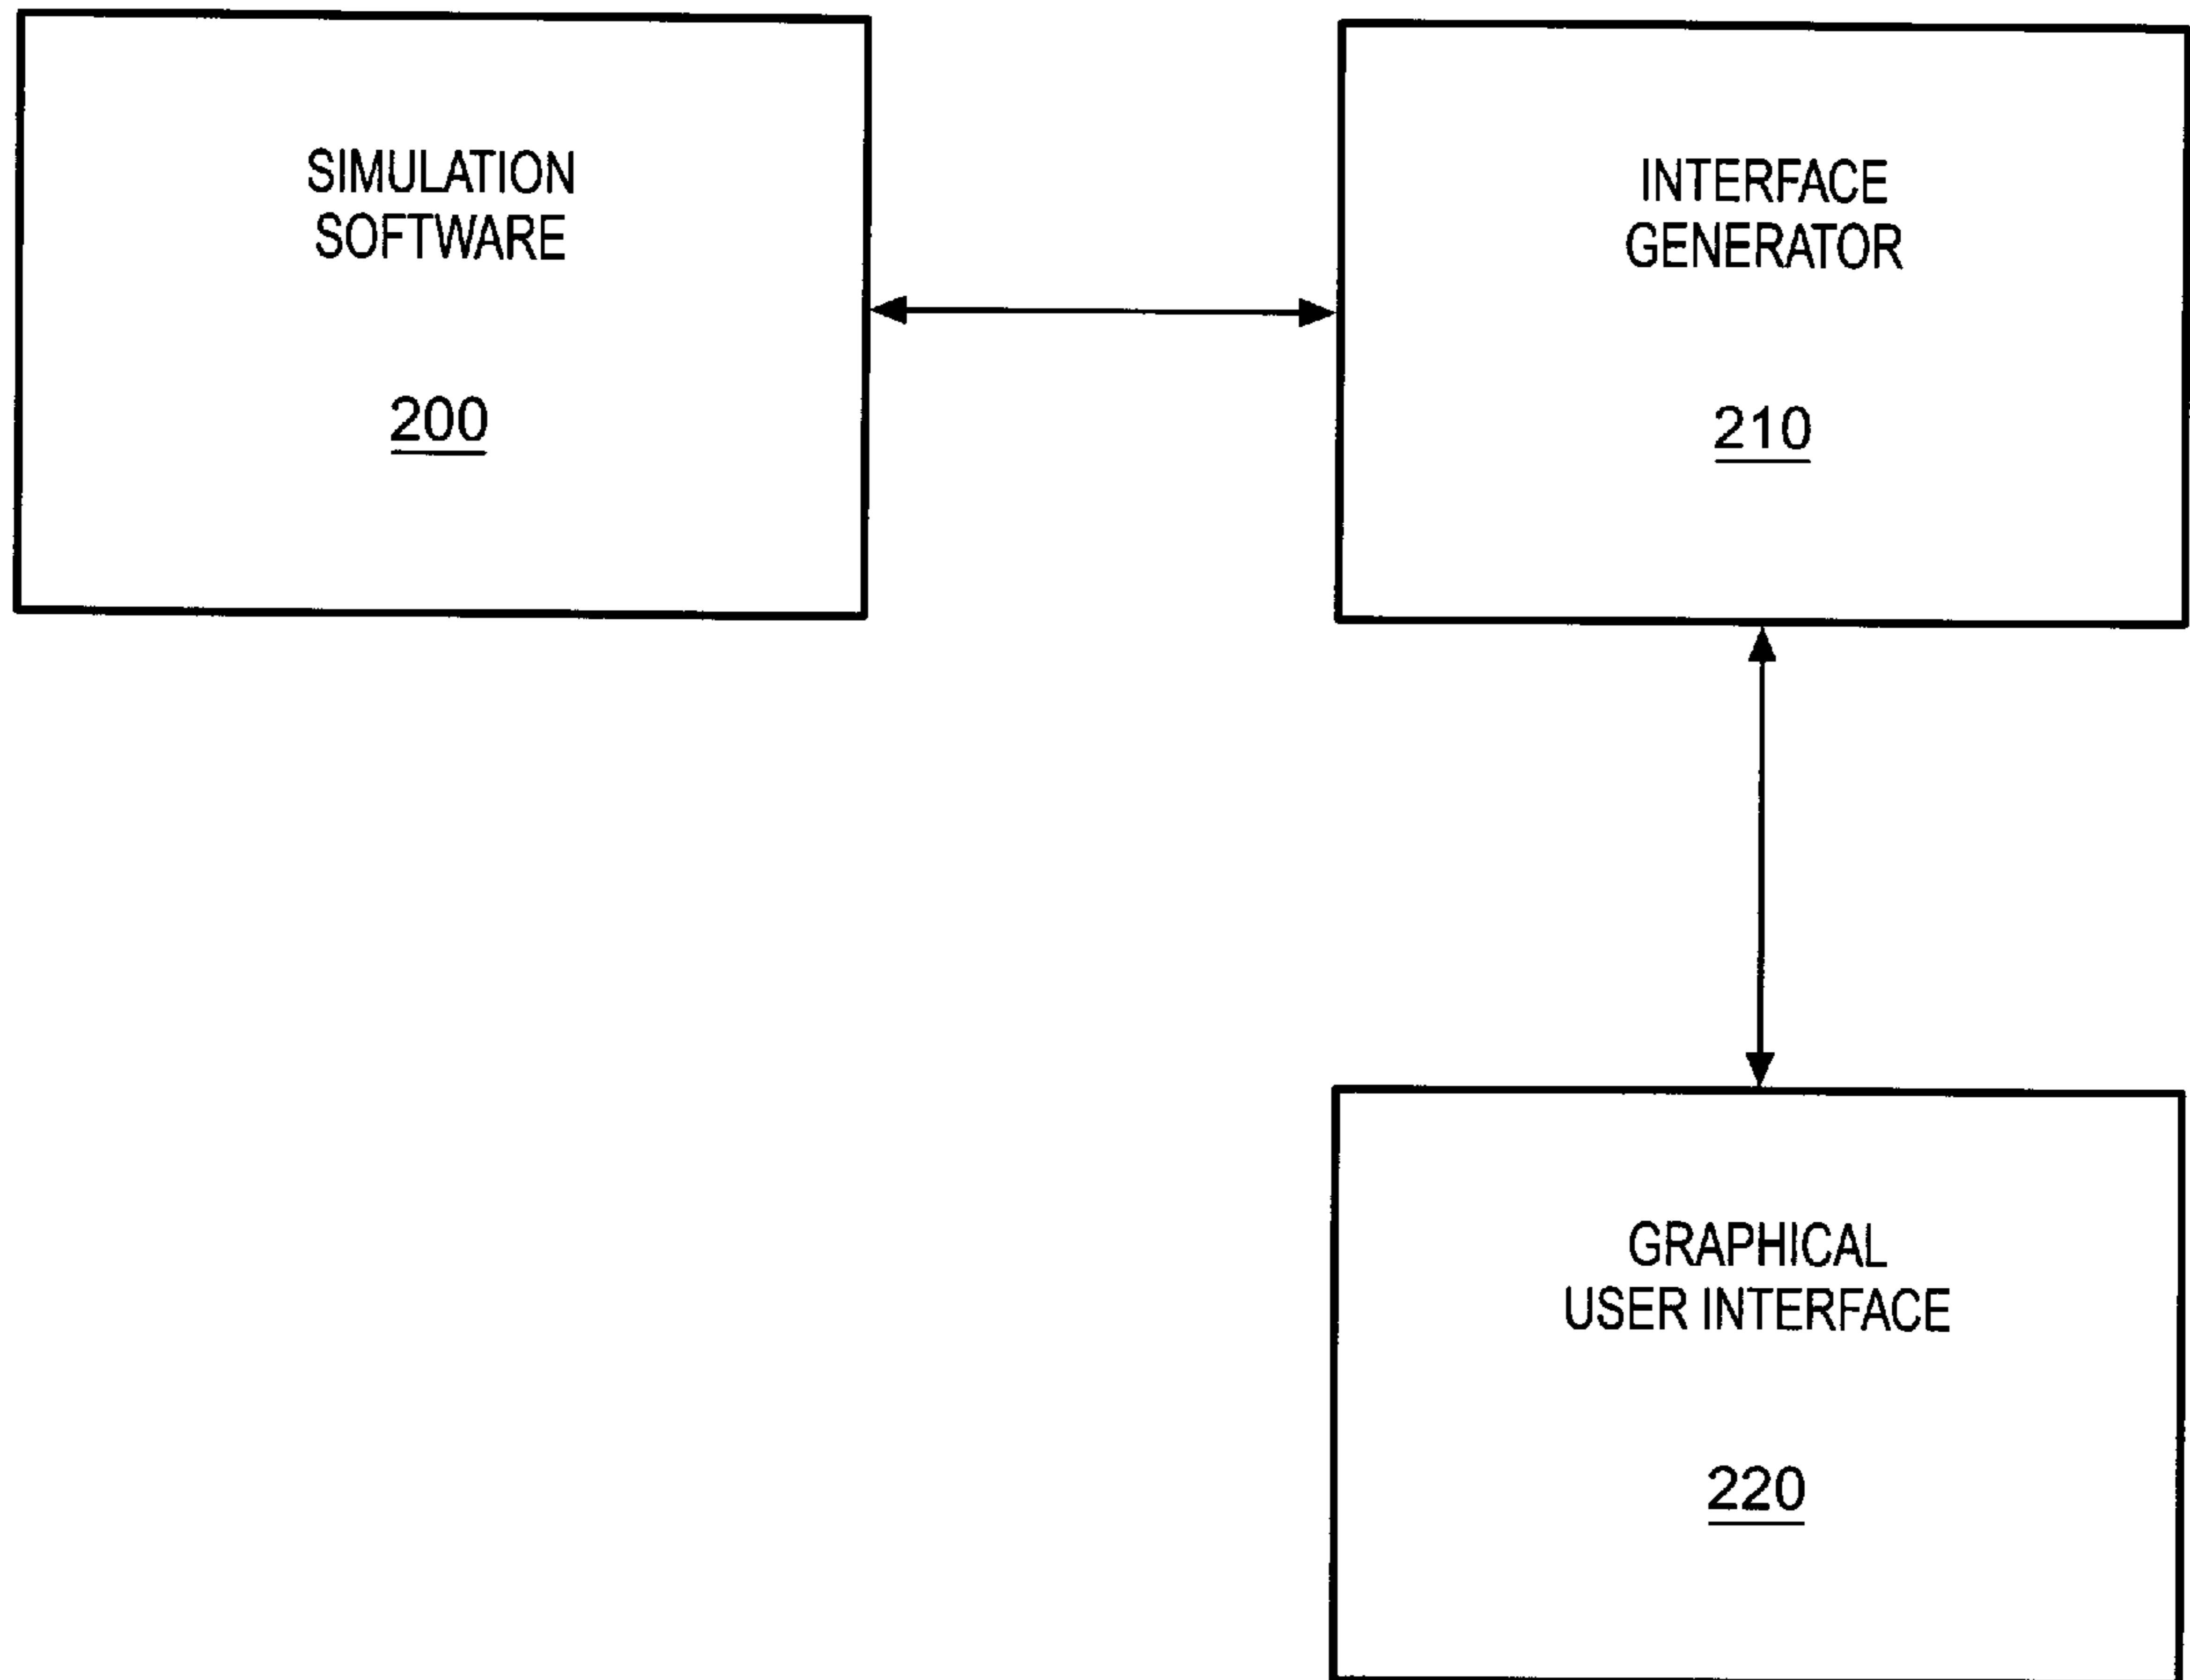 SIMULATION
SOFTWARE
200
INTERFACE
GENERATOR
210
GRAPHICAL
USER INTERFACE
220